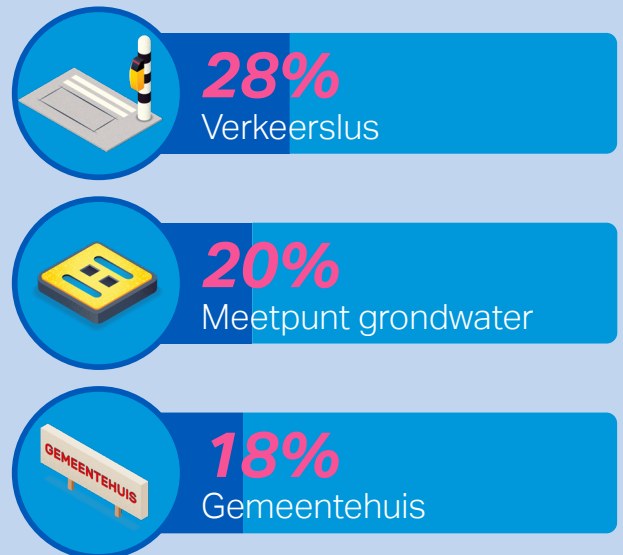 28%
Verkeerslus
20%
Meetpunt grondwater
GEMEENTEHUIS
18%
Gemeentehuis